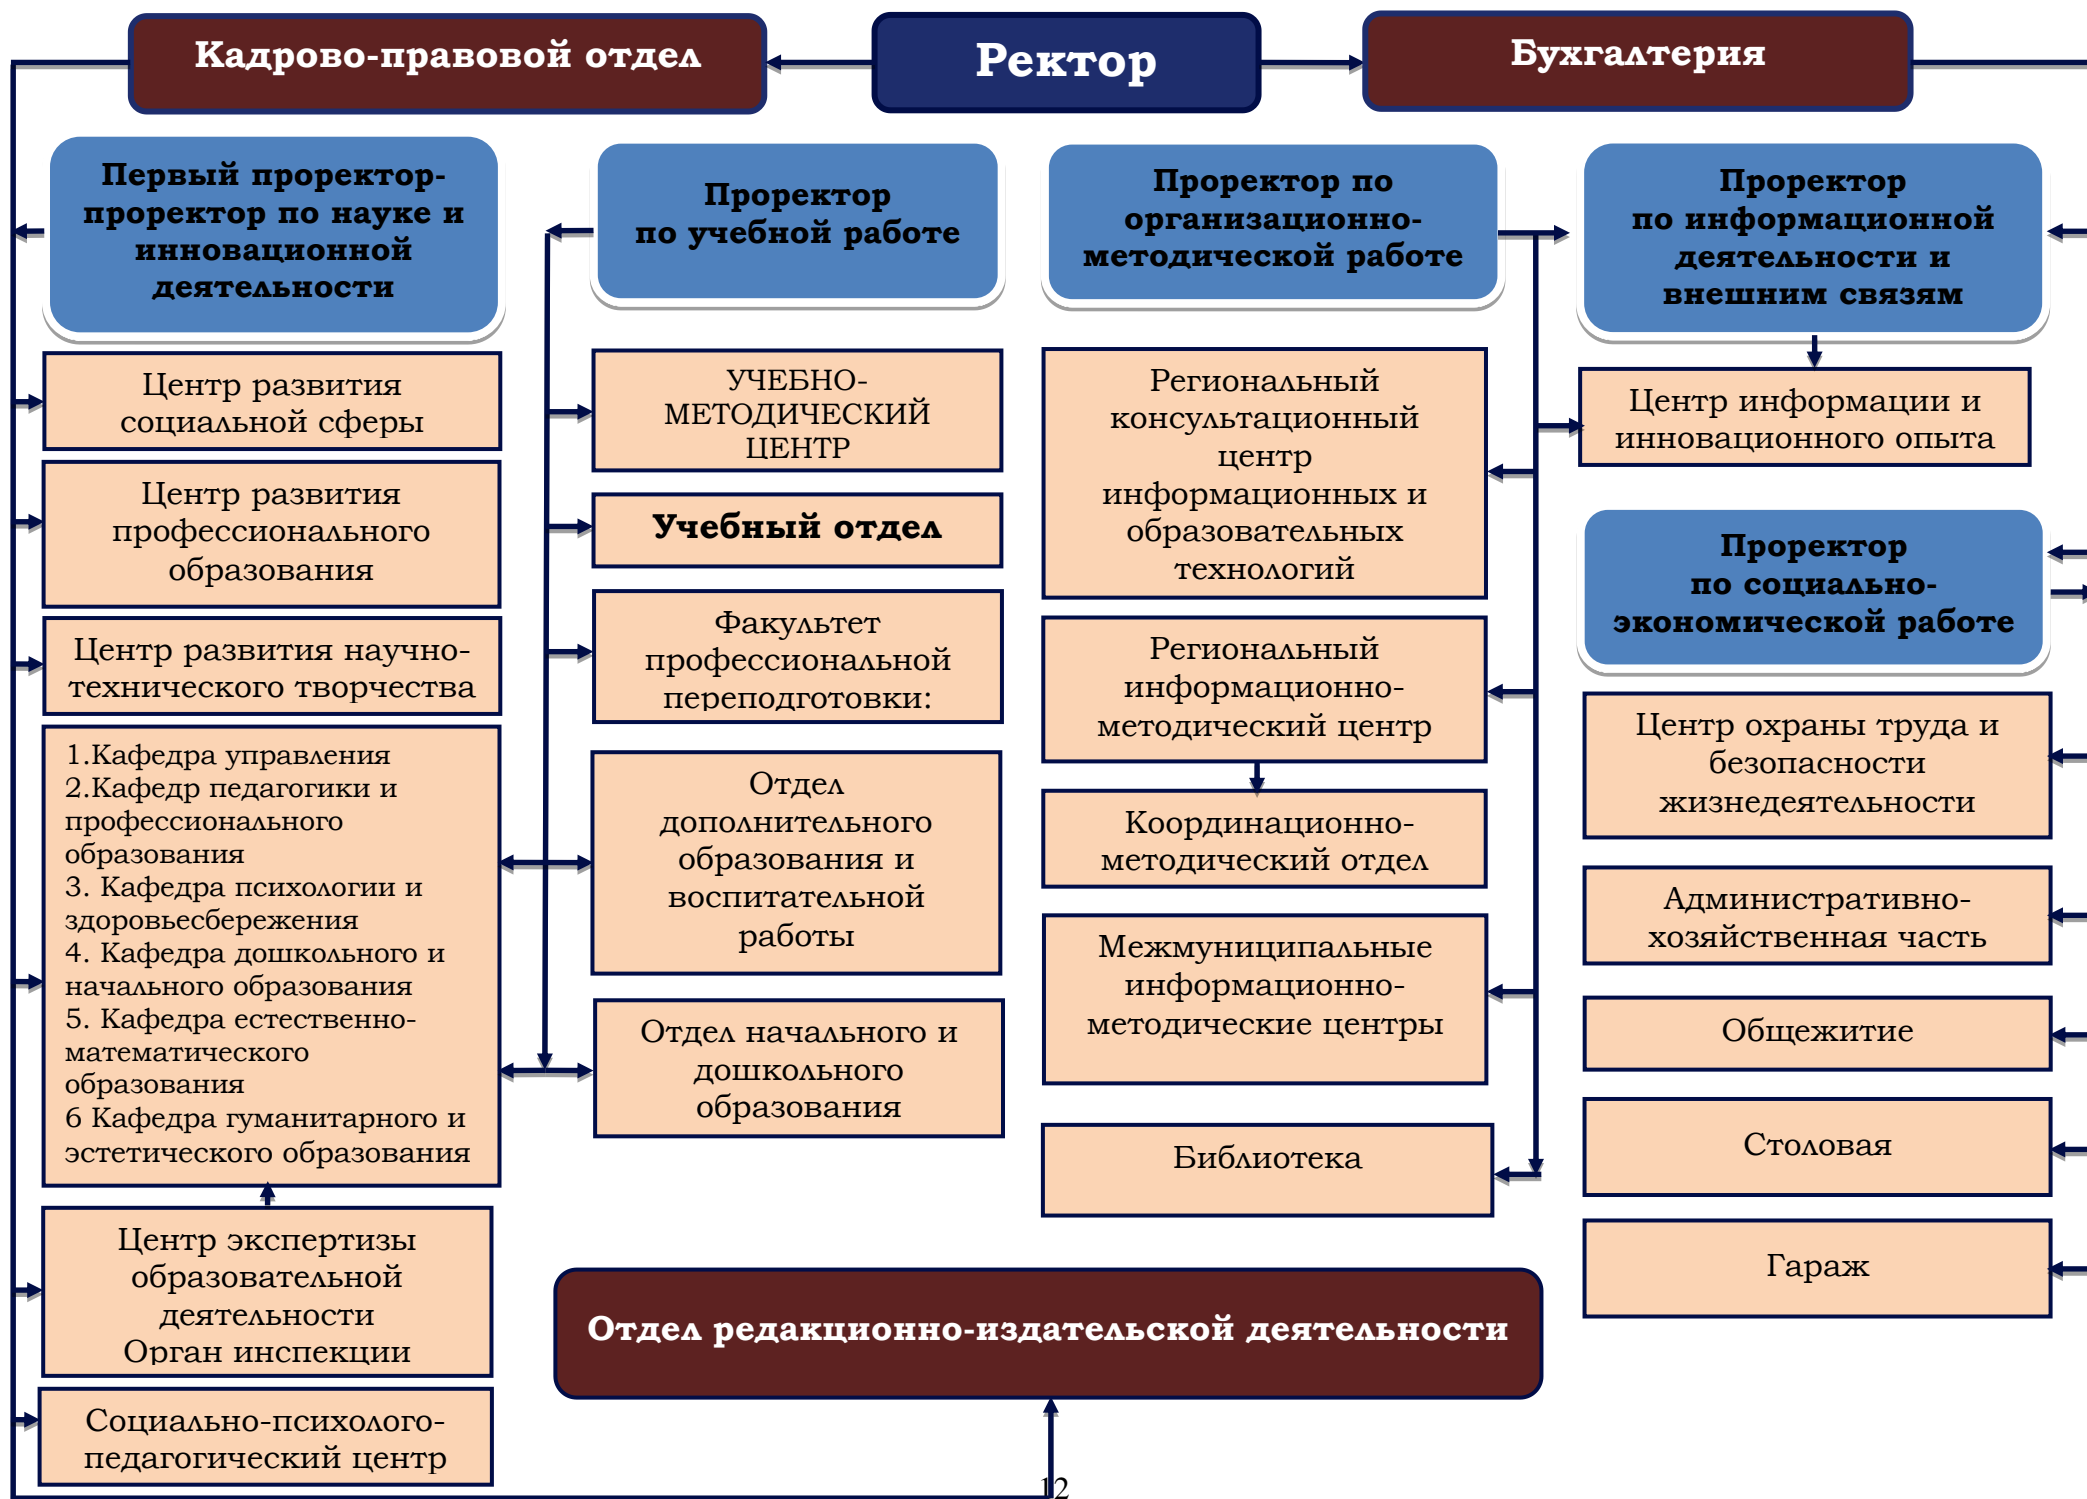 Кадрово-правовой отдел
Ректор
Бухгалтерия
Первый проректор-
проректор по науке и
инновационной
деятельности
Проректор
по учебной работе
Проректор по
организационно-
методической работе
Проректор
по информационной
деятельности и
внешним связям
Центр развития
социальной сферы
Центр развития
профессионального
образования
Центр развития научно-
технического творчества
1.Кафедра управления
2.Кафедр педагогики и
профессионального
образования
3. Кафедра психологии и
здоровьесбережения
4. Кафедра дошкольного и
начального образования
5. Кафедра естественно-
математического
образования
6 Кафедра гуманитарного и
эстетического образования
Центр экспертизы
образовательной
деятельности
Орган инспекции
Социально-психолого-
педагогический центр
УЧЕБНО-
МЕТОДИЧЕСКИЙ
ЦЕНТР
Учебный отдел
Факультет
профессиональной
переподготовки:
Отдел
дополнительного
образования и
воспитательной
работы
Отдел начального и
дошкольного
образования
Региональный
консультационный
центр
информационных и
образовательных
технологий
Региональный
информационно-
методический центр
Координационно-
методический отдел
Межмуниципальные
информационно-
методические центры
Библиотека
Центр информации и
инновационного опыта
Проректор
по социально-
экономической работе
Центр охраны труда и
безопасности
жизнедеятельности
Административно-
хозяйственная часть
Общежитие
Столовая
Гараж
Отдел редакционно-издательской деятельности
12